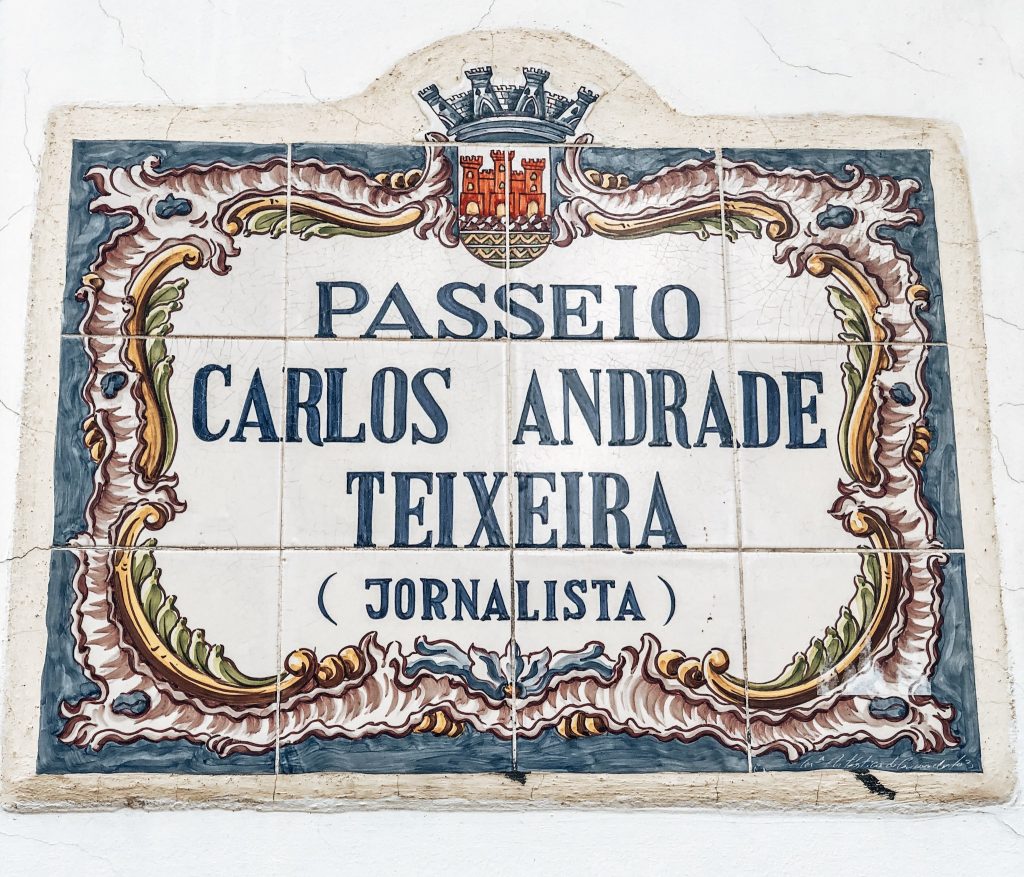 PASSEIO
CARLOS ANDRADE
TEIXEIRA
(JORNALISTA)